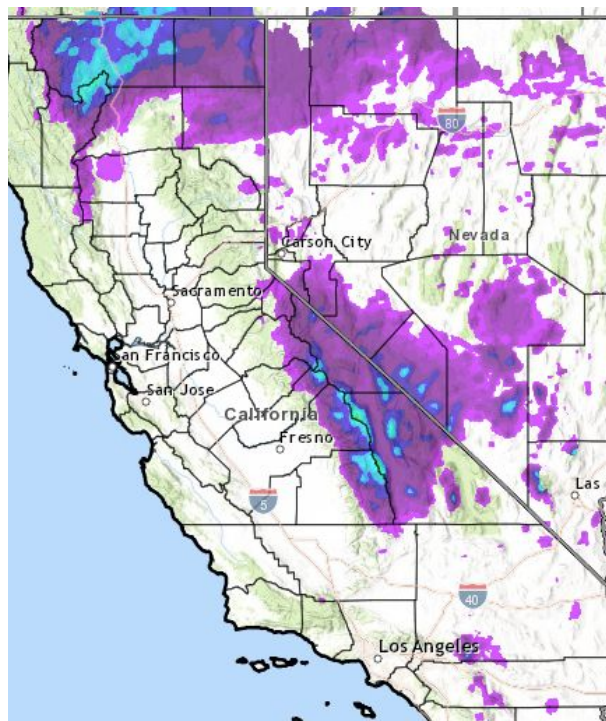 80
Carson City
Nevada
Sacramento
San Francisco
San Jose
California
Fresno
Las
5
40
Los Angeles